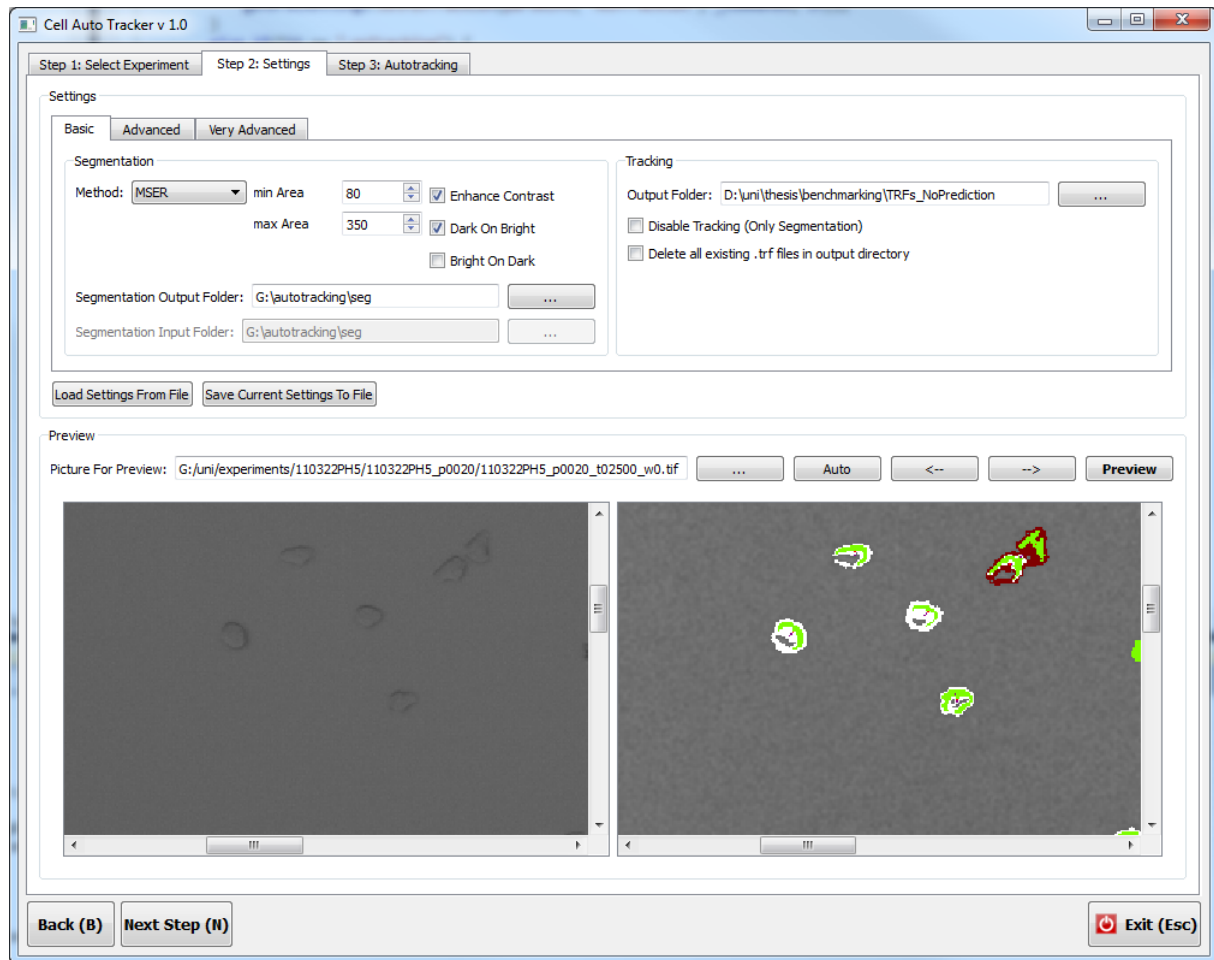 Cell Auto Tracker v 1.0
Step 1: Select Experiment Step 2: Settings Step 3: Autotracking
Settings
Basic Advanced Very Advanced
Segmentation
Method: MSER min Area 80 Enhance Contrast
max Area 350 Dark On Bright
Bright On Dark
Segmentation Output Folder: G:\autotracking\seg ...
Segmentation Input Folder: G:\autotracking\seg ...
Tracking
Output Folder: D:\uni\thesis\benchmarking\TRFs_NoPrediction ...
Disable Tracking (Only Segmentation)
Delete all existing .trf files in output directory
Load Settings From File Save Current Settings To File
Preview
Picture For Preview: G:/uni/experiments/110322PH5/110322PH5_p0020/110322PH5_p0020_t02500_w0.tif ... Auto <-- --> Preview
Back (B) Next Step (N) Exit (Esc)